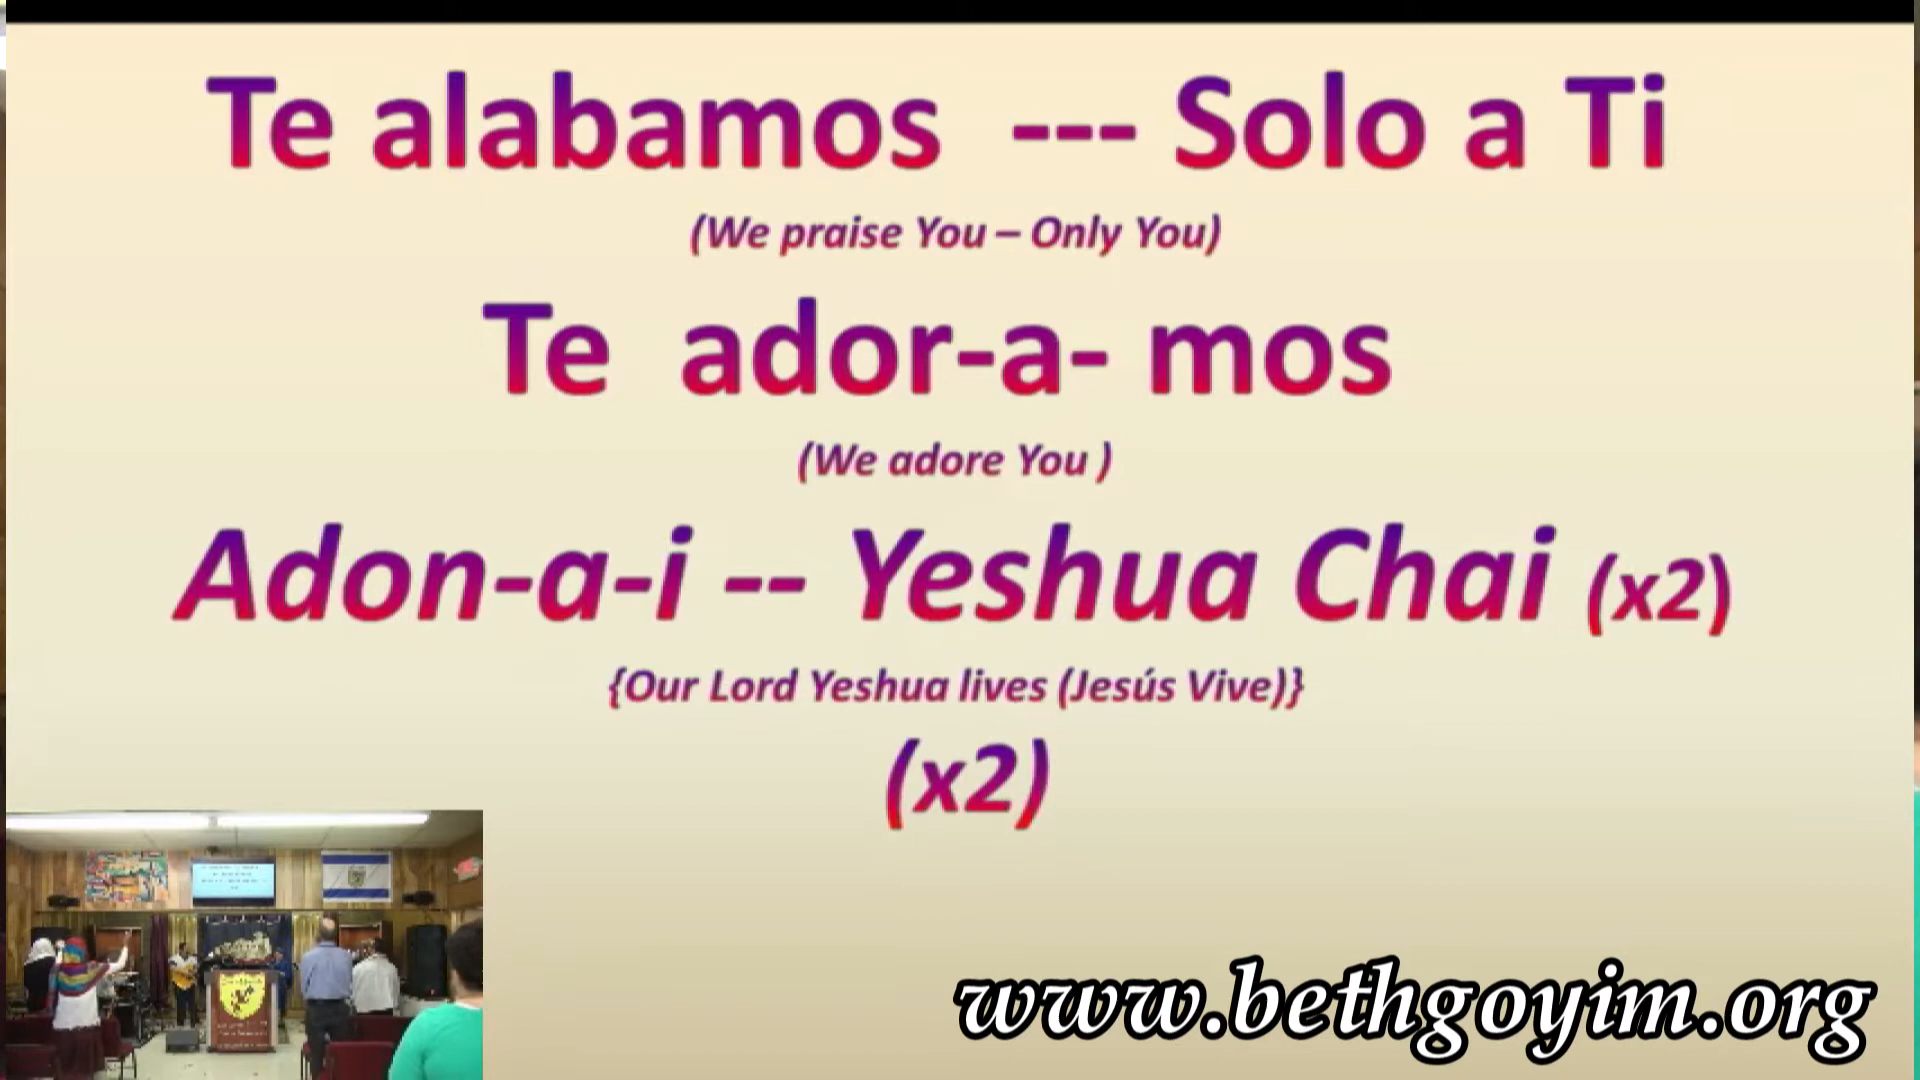 Te alabamos --- Solo a Ti
(We praise You – Only You)
Te ador-a- mos
(We adore You )
Adon-a-i -- Yeshua Chai (x2)
{Our Lord Yeshua lives (Jesús Vive)}
(x2)
www.bethgoyim.org